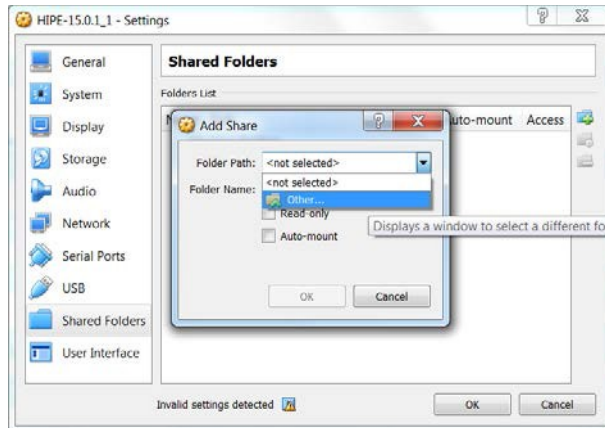 HIPE-15.0.1_1 - Settings
General
System
Display
Storage
Audio
Network
Serial Ports
USB
Shared Folders
User Interface
Shared Folders
Folders List
Auto-mount Access
Add Share
Folder Path: <not selected>
<not selected>
Folder Name:
Other...
Read-only
Auto-mount
Displays a window to select a different fo
OK Cancel
Invalid settings detected
OK Cancel